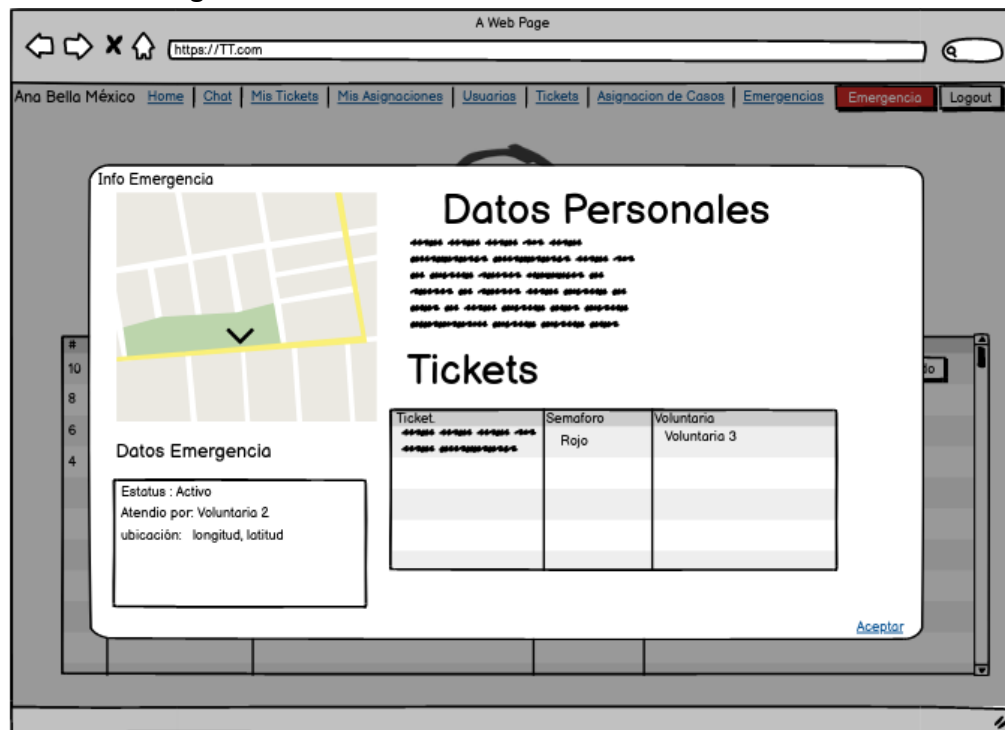 A Web Page
https://TT.com
Ana Bella México Home Chat Mis Tickets Mis Asignaciones Usuarios Tickets Asignacion de Casos Emergencias Emergencia Logout
Info Emergencia
Datos Personales
#
10
8
6
4
do
Tickets
Ticket. Semaforo Voluntaria
Rojo Voluntaria 3
Datos Emergencia
Estatus : Activo
Atendio por: Voluntaria 2
ubicación: longitud, latitud
Aceptar